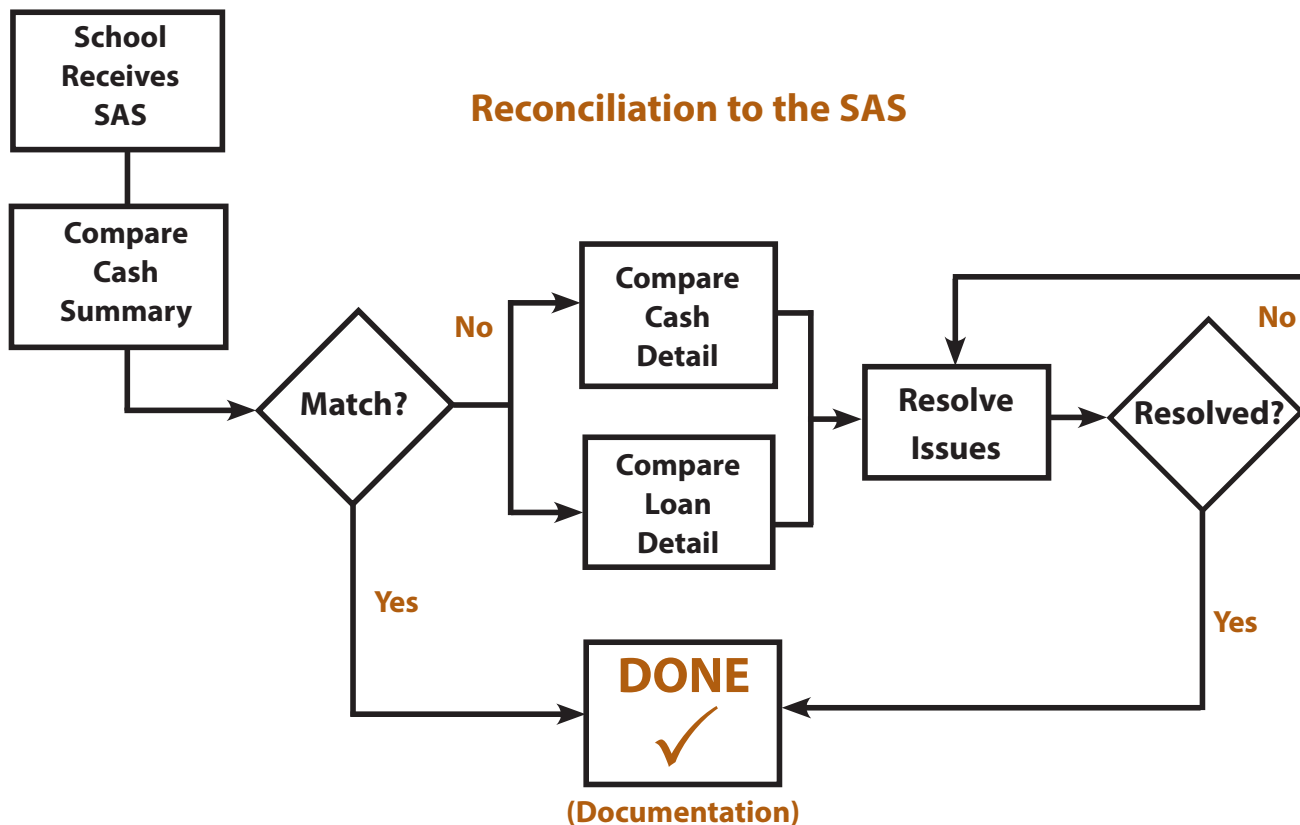 School
Receives
SAS
Reconciliation to the SAS
Compare
Cash
Summary
Match?
No
Compare
Cash
Detail
Compare
Loan
Detail
Resolve
Issues
Resolved?
No
Yes
Yes
DONE
(Documentation)